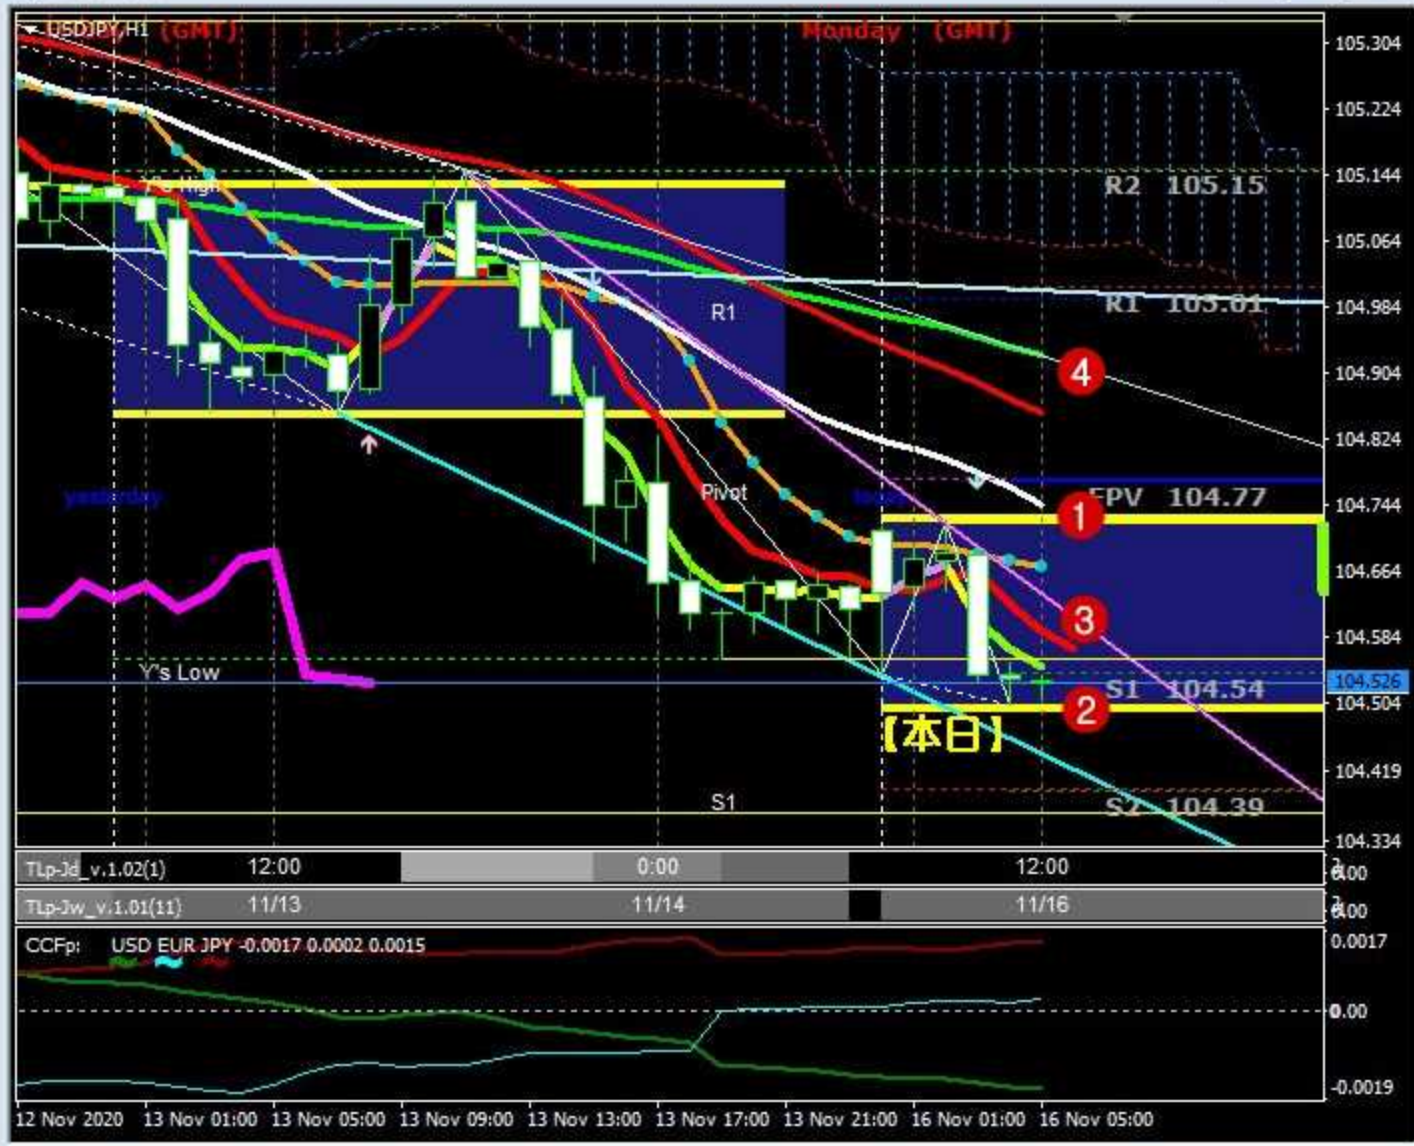 USDJPY,H1 (GMT) Monday (GMT)
105.304
105.224
105.144
Y's High
R2 105.15
105.064
R1 105.01
104.984
R1
104.904
4
104.824
yesterday
Pivot
today
FPV 104.77
104.744
1
104.664
3
104.584
Y's Low
S1 104.54
104.526
104.504
2
【本日】
104.419
S1
S2 104.39
104.334
TLp-Jd_v.1.02(1) 12:00 0:00 12:00
TLp-Jw_v.1.01(11) 11/13 11/14 11/16
CCFp: USD EUR JPY -0.0017 0.0002 0.0015
0.0017
0.00
-0.0019
12 Nov 2020 13 Nov 01:00 13 Nov 05:00 13 Nov 09:00 13 Nov 13:00 13 Nov 17:00 13 Nov 21:00 16 Nov 01:00 16 Nov 05:00